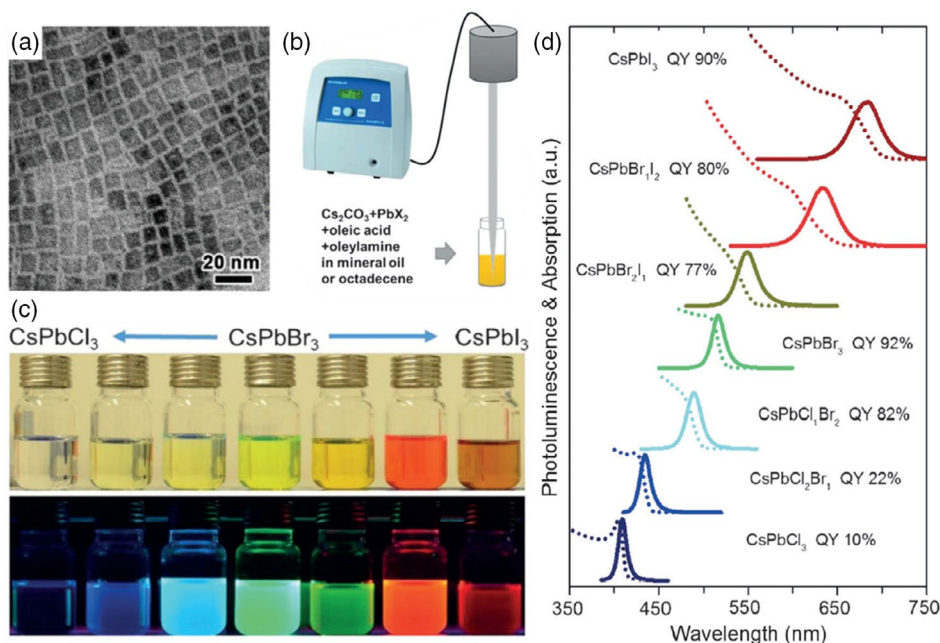 (a)
20 nm
(b)
Cs₂CO₃+PbX₂
+oleic acid
+oleylamine
in mineral oil
or octadecene
(c)
CsPbCl₃
CsPbBr₃
CsPbI₃
(d)
Photoluminescence & Absorption (a.u.)
CsPbI₃ QY 90%
CsPbBr₁I₂ QY 80%
CsPbBr₂I₁ QY 77%
CsPbBr₃ QY 92%
CsPbCl₁Br₂ QY 82%
CsPbCl₂Br₁ QY 22%
CsPbCl₃ QY 10%
350 450 550 650 750
Wavelength (nm)